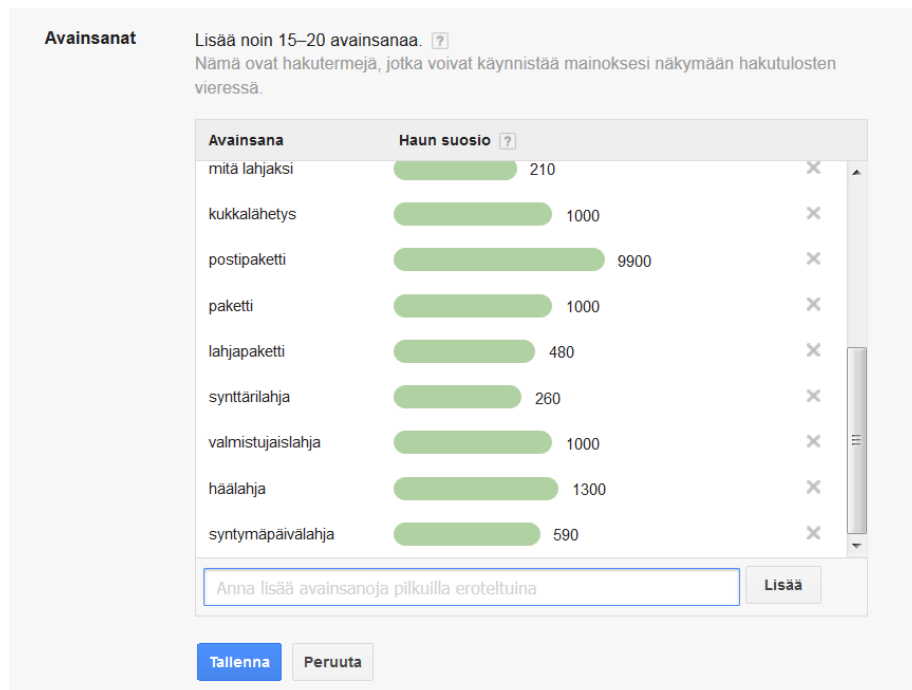 Avainsanat
Lisää noin 15–20 avainsanaa. ?
Nämä ovat hakutermejä, jotka voivat käynnistää mainoksesi näkymään hakutulosten
vieressä.
Avainsana Haun suosio ?
mitä lahjaksi 210
kukkalähetys 1000
postipaketti 9900
paketti 1000
lahjapaketti 480
synttärilahja 260
valmistujaislahja 1000
häälahja 1300
syntymäpäivälahja 590
Anna lisää avainsanoja pilkuilla eroteltuina
Lisää
Tallenna Peruuta